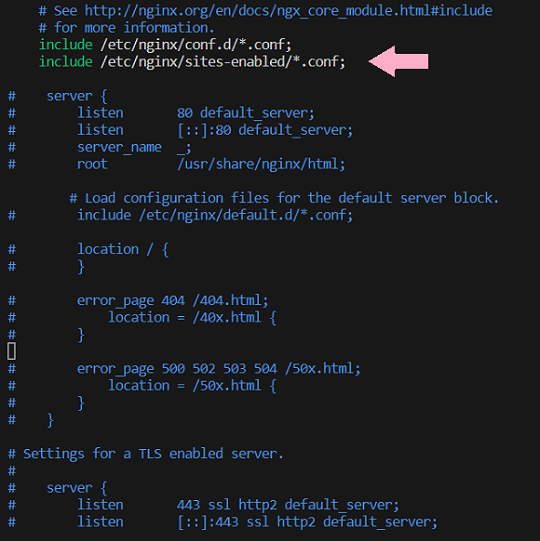 # See http://nginx.org/en/docs/ngx_core_module.html#include
# for more information.
include /etc/nginx/conf.d/*.conf;
include /etc/nginx/sites-enabled/*.conf;
#    server {
#        listen       80 default_server;
#        listen       [::]:80 default_server;
#        server_name  _;
#        root         /usr/share/nginx/html;
# Load configuration files for the default server block.
#        include /etc/nginx/default.d/*.conf;
#        location / {
#        }
#        error_page 404 /404.html;
#            location = /40x.html {
#        }
#        error_page 500 502 503 504 /50x.html;
#            location = /50x.html {
#        }
#    }
# Settings for a TLS enabled server.
#
#    server {
#        listen       443 ssl http2 default_server;
#        listen       [::]:443 ssl http2 default_server;